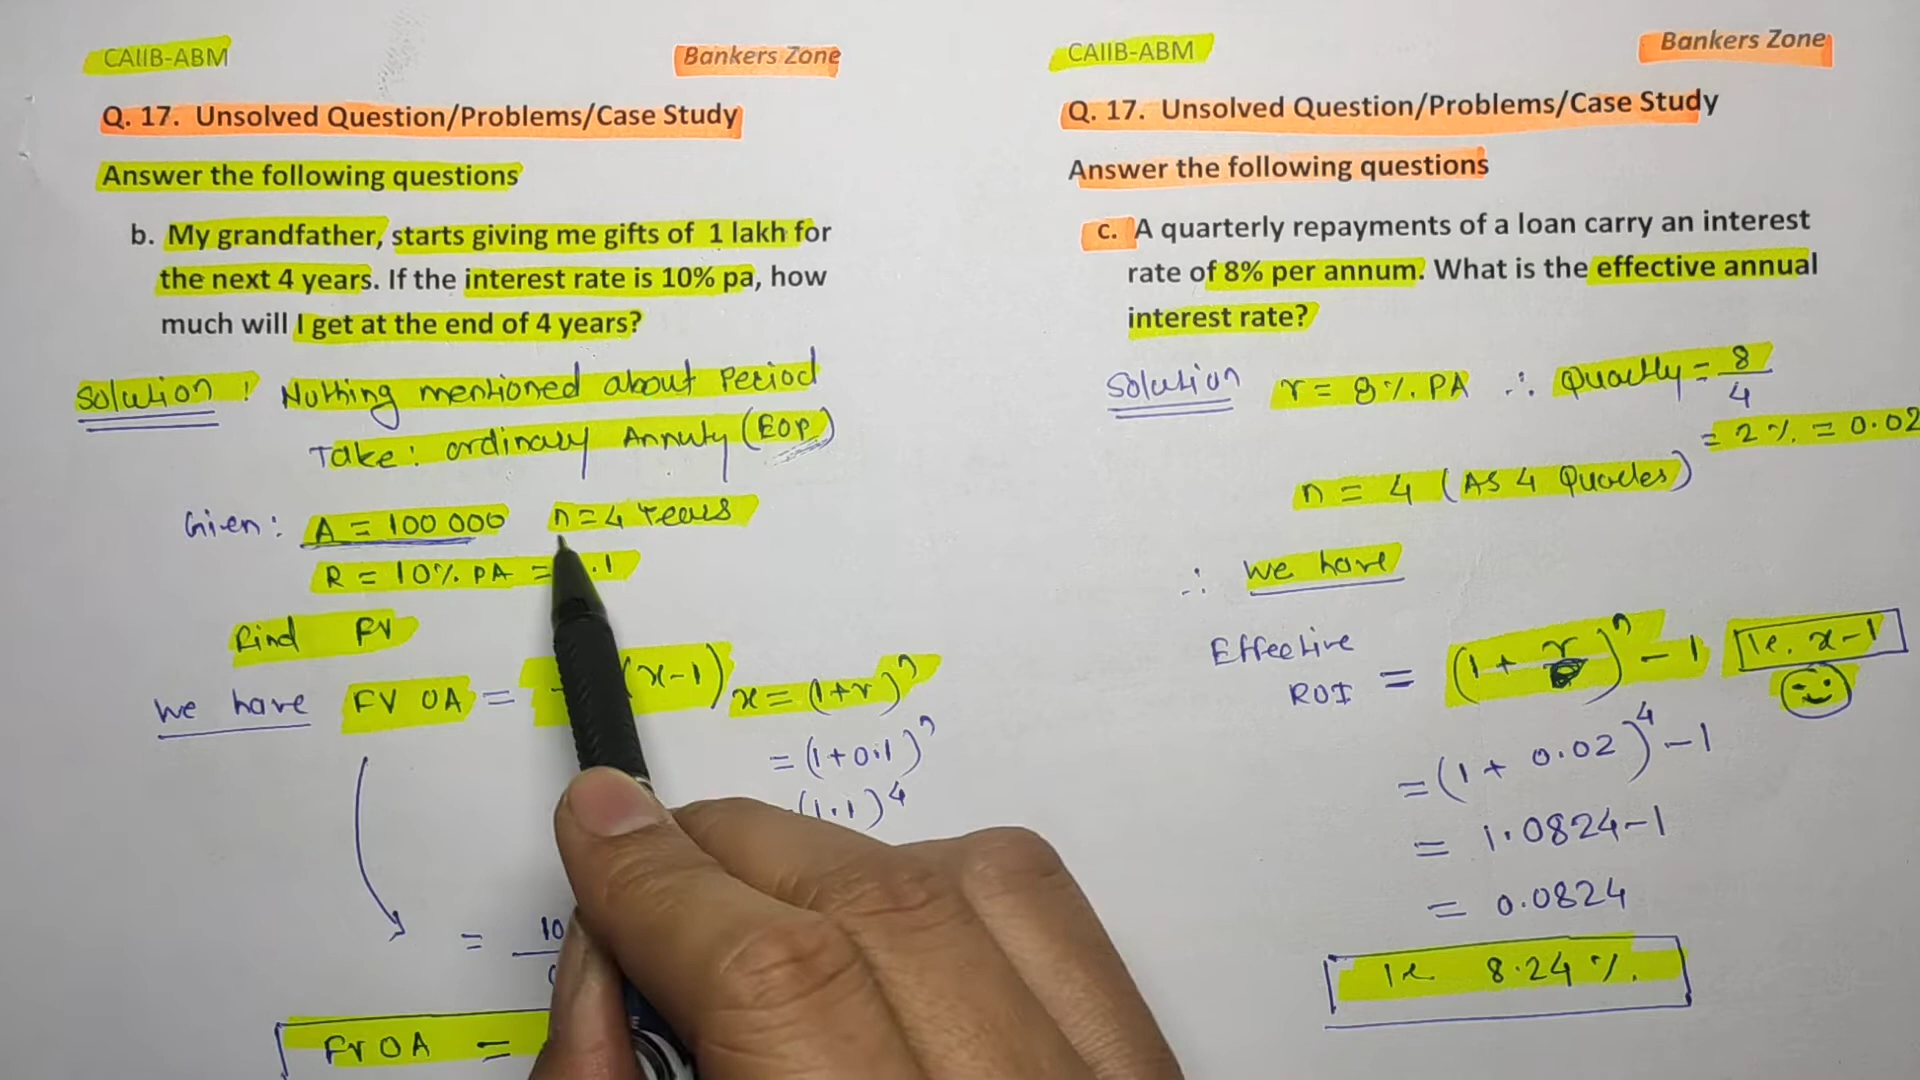 CAIIB-ABM
Bankers Zone
Q. 17. Unsolved Question/Problems/Case Study
Answer the following questions
b. My grandfather, starts giving me gifts of 1 lakh for
the next 4 years. If the interest rate is 10% pa, how
much will I get at the end of 4 years?
Solution: Nothing mentioned about Period
Take: ordinary Annuty (EOP)
Given: A = 100 000 n = 4 Years
R = 10% PA = .1
Find FV
We have FV OA = (x-1) x = (1+r)ⁿ
= (1+0.1)ⁿ
(1.1)⁴
= 10
FV OA =
CAIIB-ABM
Bankers Zone
Q. 17. Unsolved Question/Problems/Case Study
Answer the following questions
c. A quarterly repayments of a loan carry an interest
rate of 8% per annum. What is the effective annual
interest rate?
Solution r = 8% PA ∴ Quactly = 8/4
= 2% = 0.02
n = 4 (AS 4 Quactes)
∴ We have
Effective ROI = (1 + r)ⁿ - 1 ie. x-1
= (1 + 0.02)⁴ - 1
= 1.0824-1
= 0.0824
ie 8.24 %.